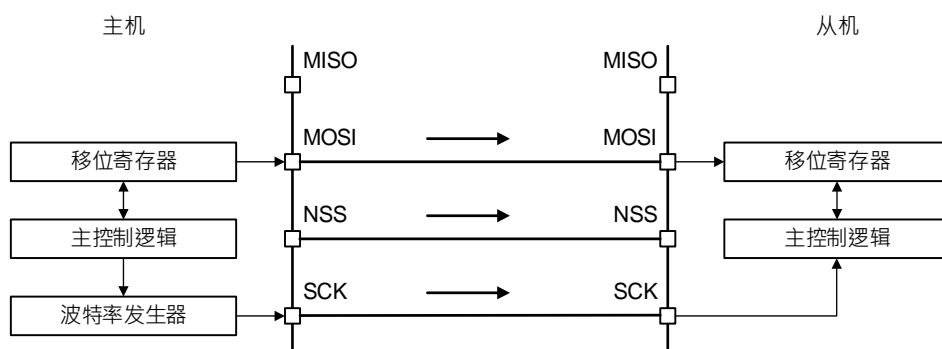 主机
从机
MISO
MISO
MOSI
MOSI
移位寄存器
移位寄存器
NSS
NSS
主控制逻辑
主控制逻辑
SCK
SCK
波特率发生器